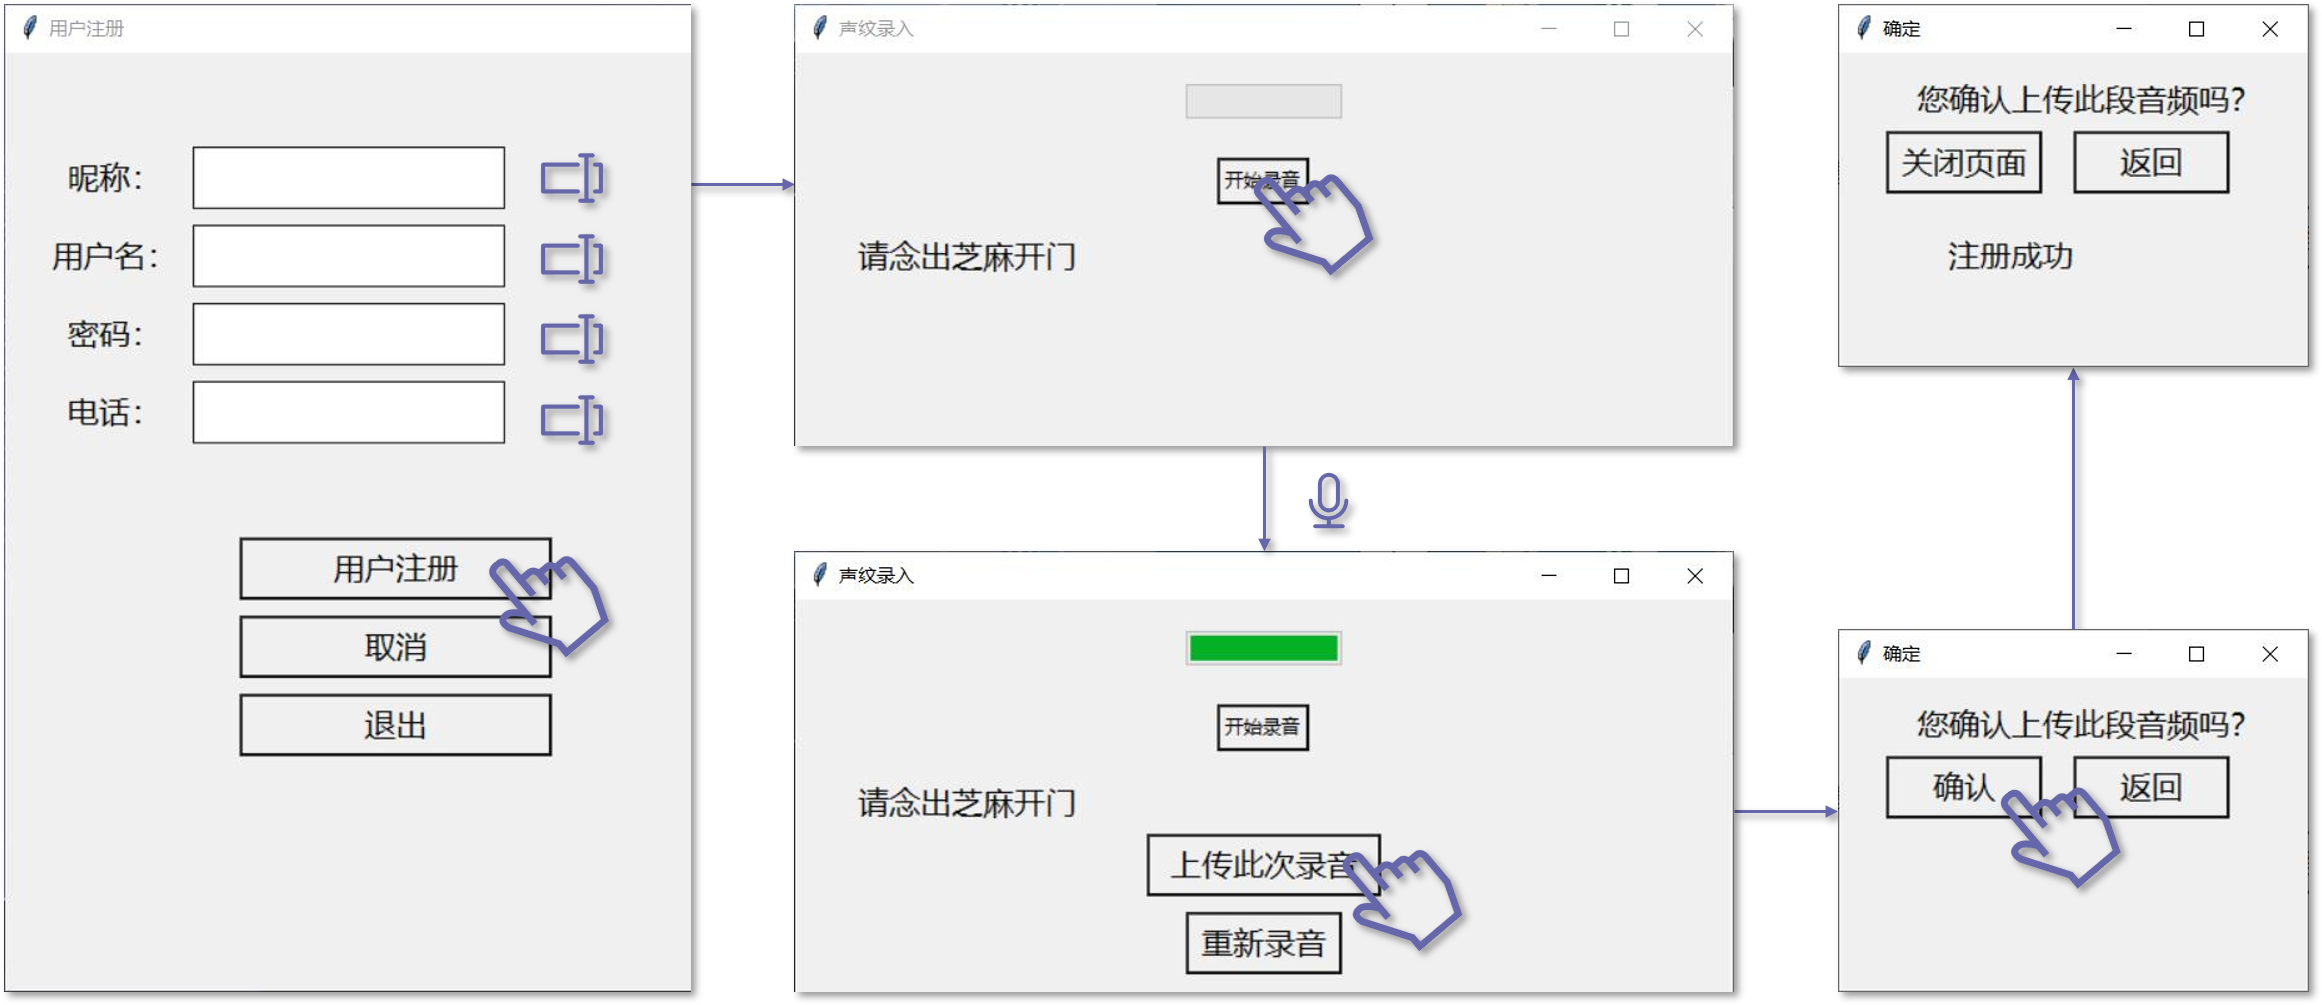 用户注册
昵称：
用户名：
密码：
电话：
用户注册
取消
退出
声纹录入
开始录音
请念出芝麻开门
声纹录入
开始录音
请念出芝麻开门
上传此次录音
重新录音
确定
您确认上传此段音频吗？
确认
返回
确定
您确认上传此段音频吗？
关闭页面
返回
注册成功